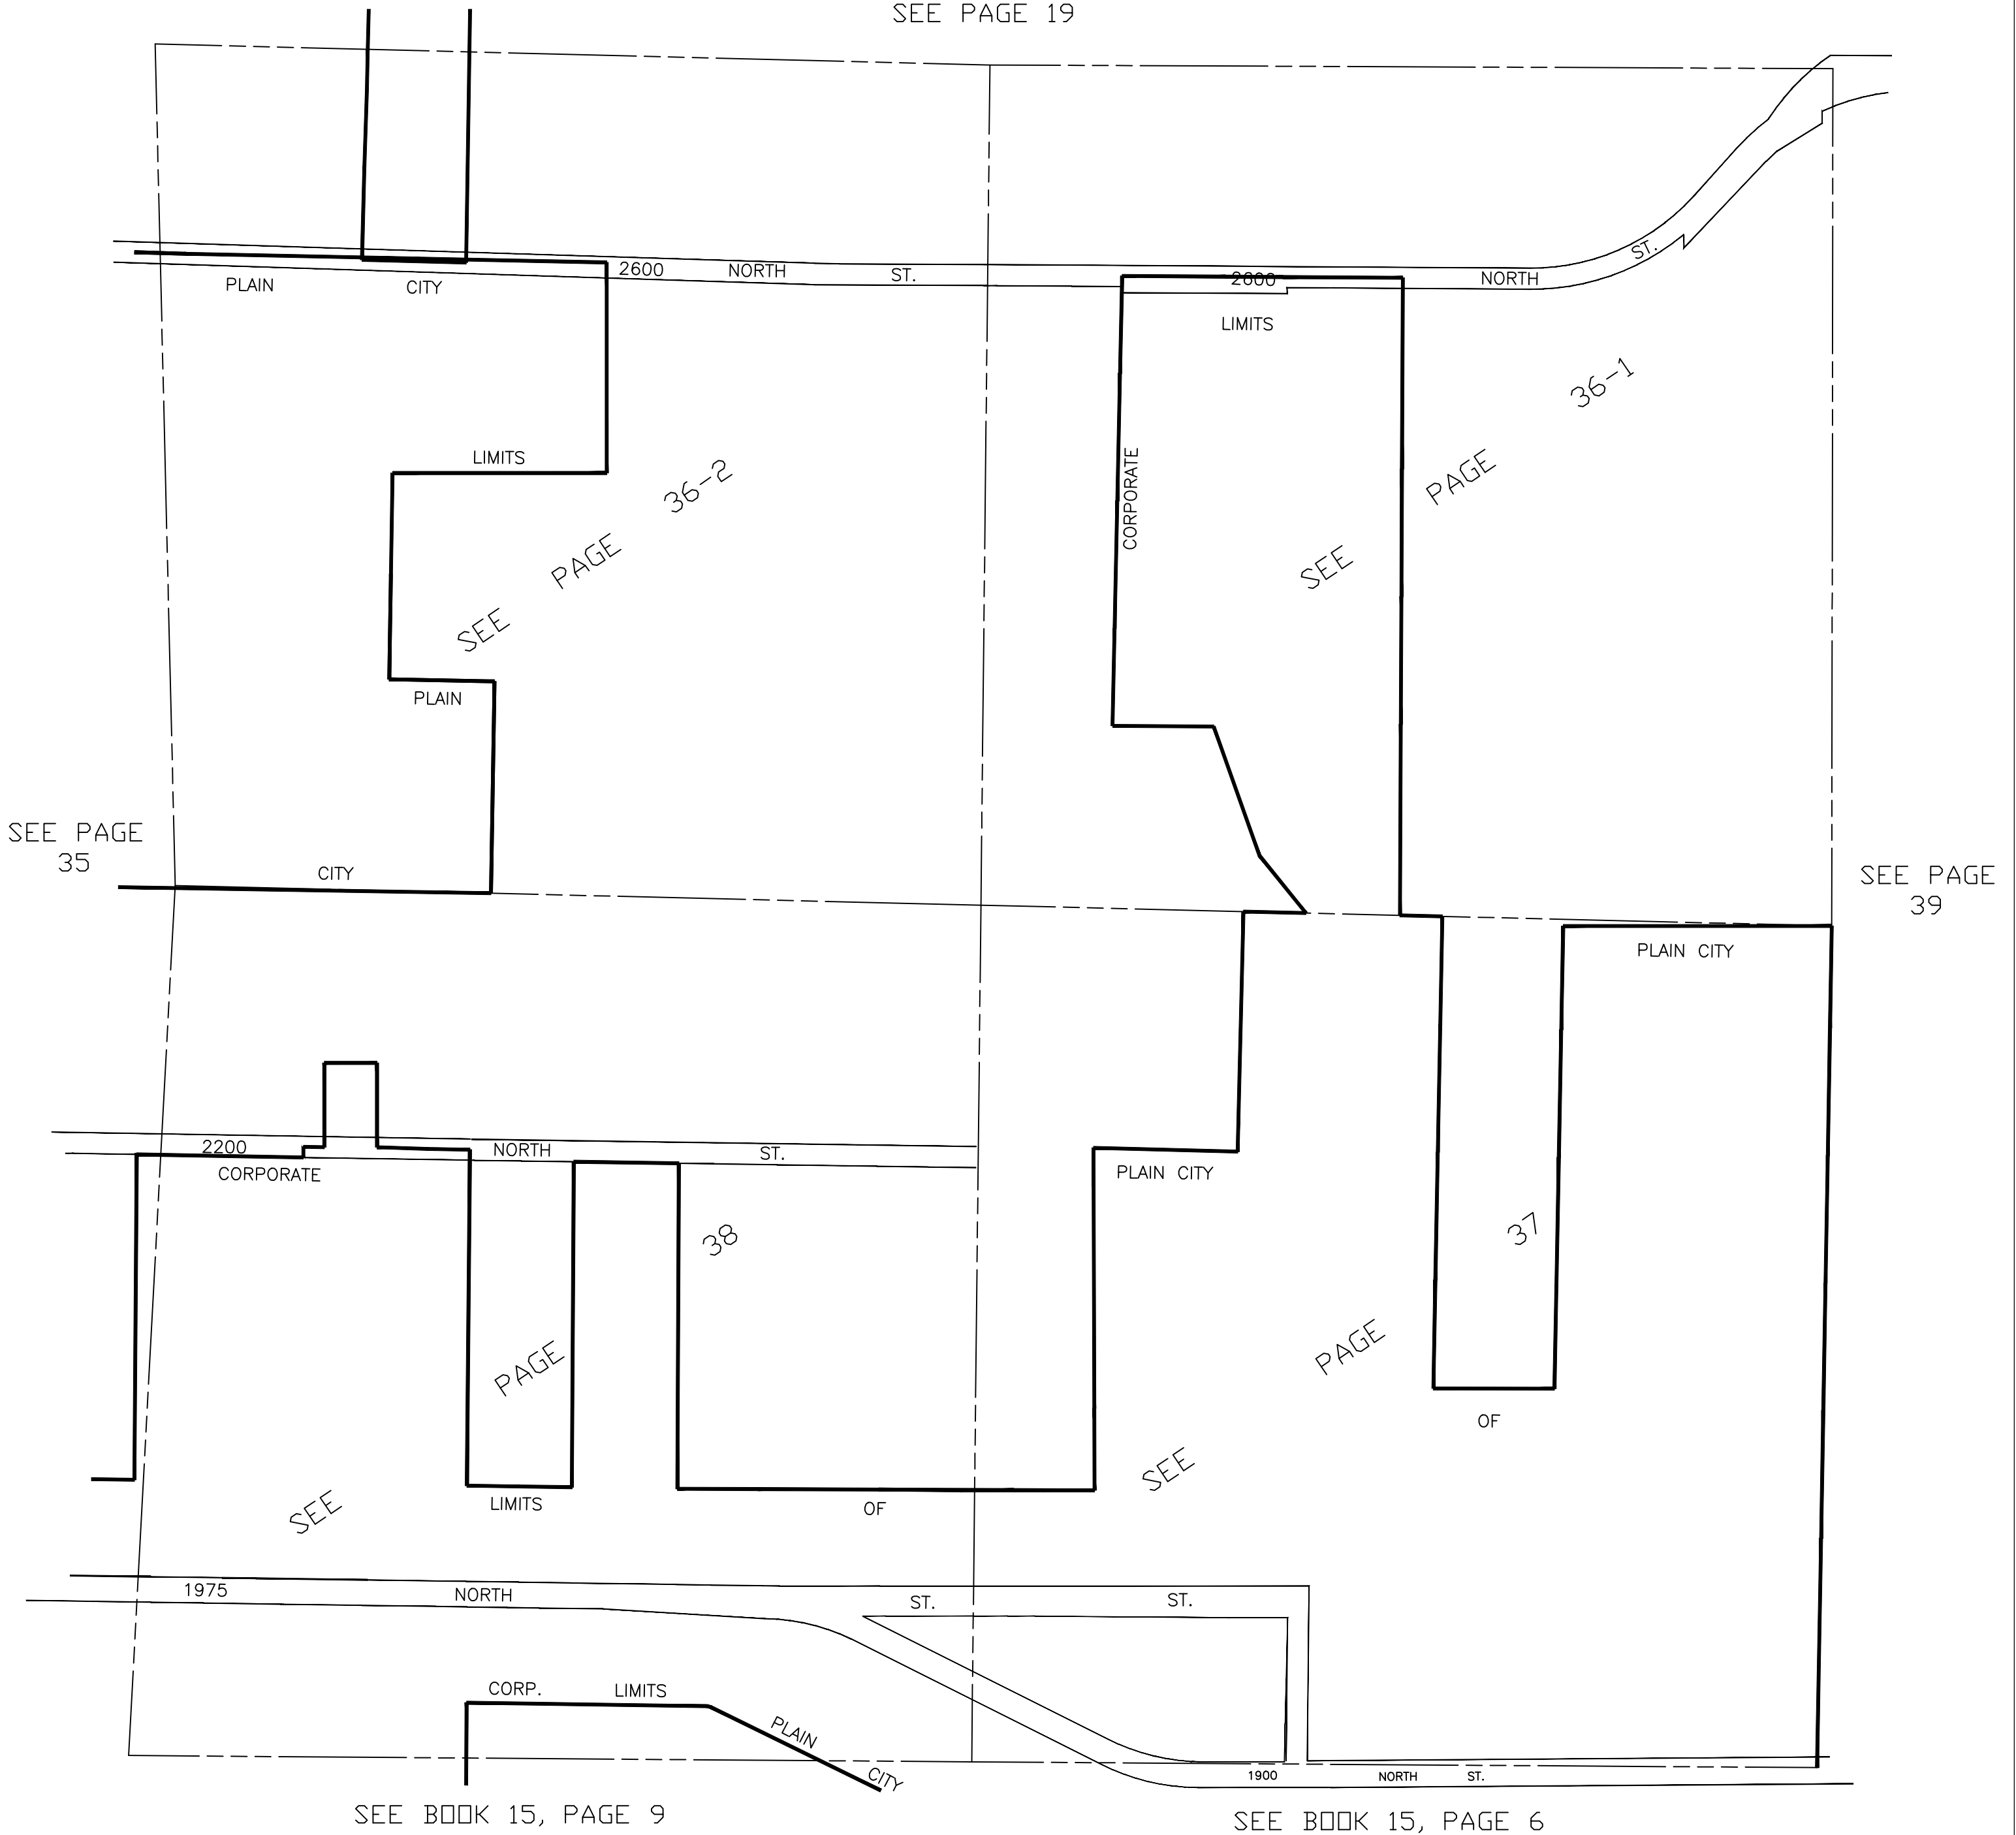 SEE PAGE 19
2600 NORTH ST. 2600 NORTH ST.
PLAIN CITY
LIMITS
SEE PAGE 36-1
CORPORATE
LIMITS
SEE PAGE 36-2
PLAIN
SEE PAGE
35
CITY
SEE PAGE
39
PLAIN CITY
2200 NORTH ST.
CORPORATE
PLAIN CITY
SEE PAGE 38
SEE PAGE 37
OF
LIMITS
OF
1975 NORTH ST. ST.
CORP. LIMITS
PLAIN
CITY
1900 NORTH ST.
SEE BOOK 15, PAGE 9
SEE BOOK 15, PAGE 6